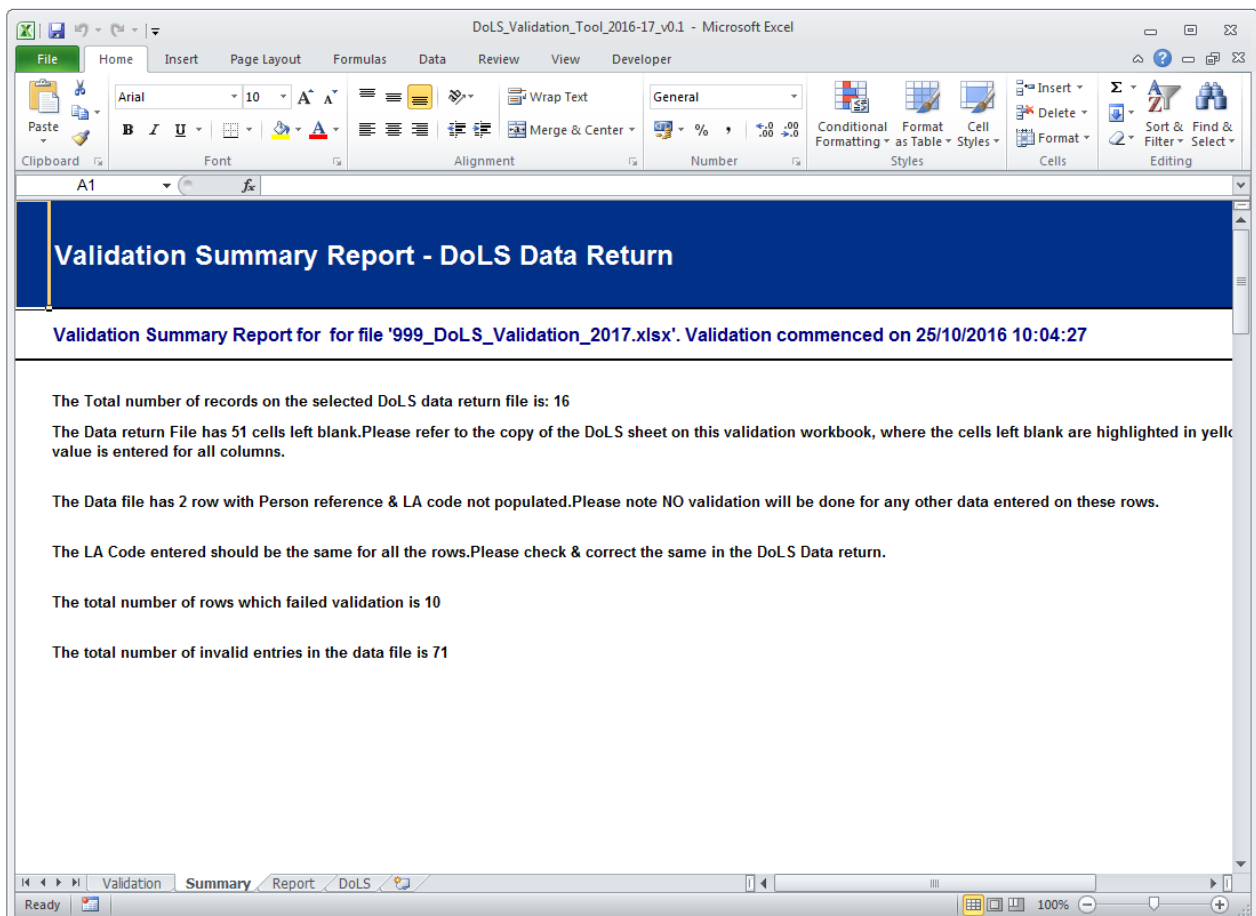 DoLS_Validation_Tool_2016-17_v0.1 - Microsoft Excel
File Home Insert Page Layout Formulas Data Review View Developer
Paste
Arial 10 A A
B I U A
Wrap Text
Merge & Center
General
% , .0 .00 .00 .0
Conditional Formatting
Format as Table
Cell Styles
Insert
Delete
Format
Σ
Sort & Filter
Find & Select
Clipboard Font Alignment Number Styles Cells Editing
A1 fx
Validation Summary Report - DoLS Data Return
Validation Summary Report for for file '999_DoLS_Validation_2017.xlsx'. Validation commenced on 25/10/2016 10:04:27
The Total number of records on the selected DoLS data return file is: 16
The Data return File has 51 cells left blank.Please refer to the copy of the DoLS sheet on this validation workbook, where the cells left blank are highlighted in
value is entered for all columns.
The Data file has 2 row with Person reference & LA code not populated.Please note NO validation will be done for any other data entered on these rows.
The LA Code entered should be the same for all the rows.Please check & correct the same in the DoLS Data return.
The total number of rows which failed validation is 10
The total number of invalid entries in the data file is 71
Validation Summary Report DoLS
Ready 100%